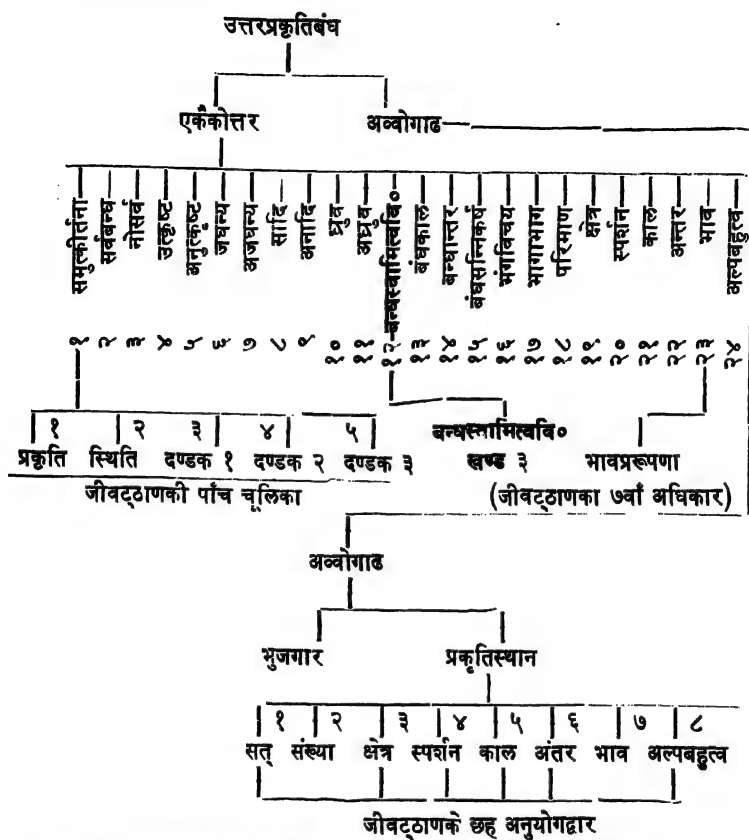 उत्तरप्रकृतिबंध
एकैकोत्तर अव्वोगाढ
समुत्कीर्तना सर्वबन्ध नोसर्व उत्कृष्ट अनुत्कृष्ट जघन्य अजघन्य सादि अनादि ध्रुव अध्रुव बन्धस्वामित्ववि० बंधकाल बन्धान्तर बंधसन्निकर्ष भंगविचय भागाभाग परिमाण क्षेत्र स्पर्शन काल अन्तर भाव अल्पबहुत्व
१ २ ३ ४ ५ ६ ७ ८ ९ १० ११ १२ १३ १४ १५ १६ १७ १८ १९ २० २१ २२ २३ २४
१ २ ३ ४ ५ बन्धस्तामित्ववि०
प्रकृति स्थिति दण्डक १ दण्डक २ दण्डक ३ खण्ड ३ भावप्ररूपणा
जीवट्ठाणकी पाँच चूलिका (जीवट्ठाणका ७वाँ अधिकार)
अव्वोगाढ
भुजगार प्रकृतिस्थान
१ २ ३ ४ ५ ६ ७ ८
सत् संख्या क्षेत्र स्पर्शन काल अंतर भाव अल्पबहुत्व
जीवट्ठाणके छह अनुयोगद्वार